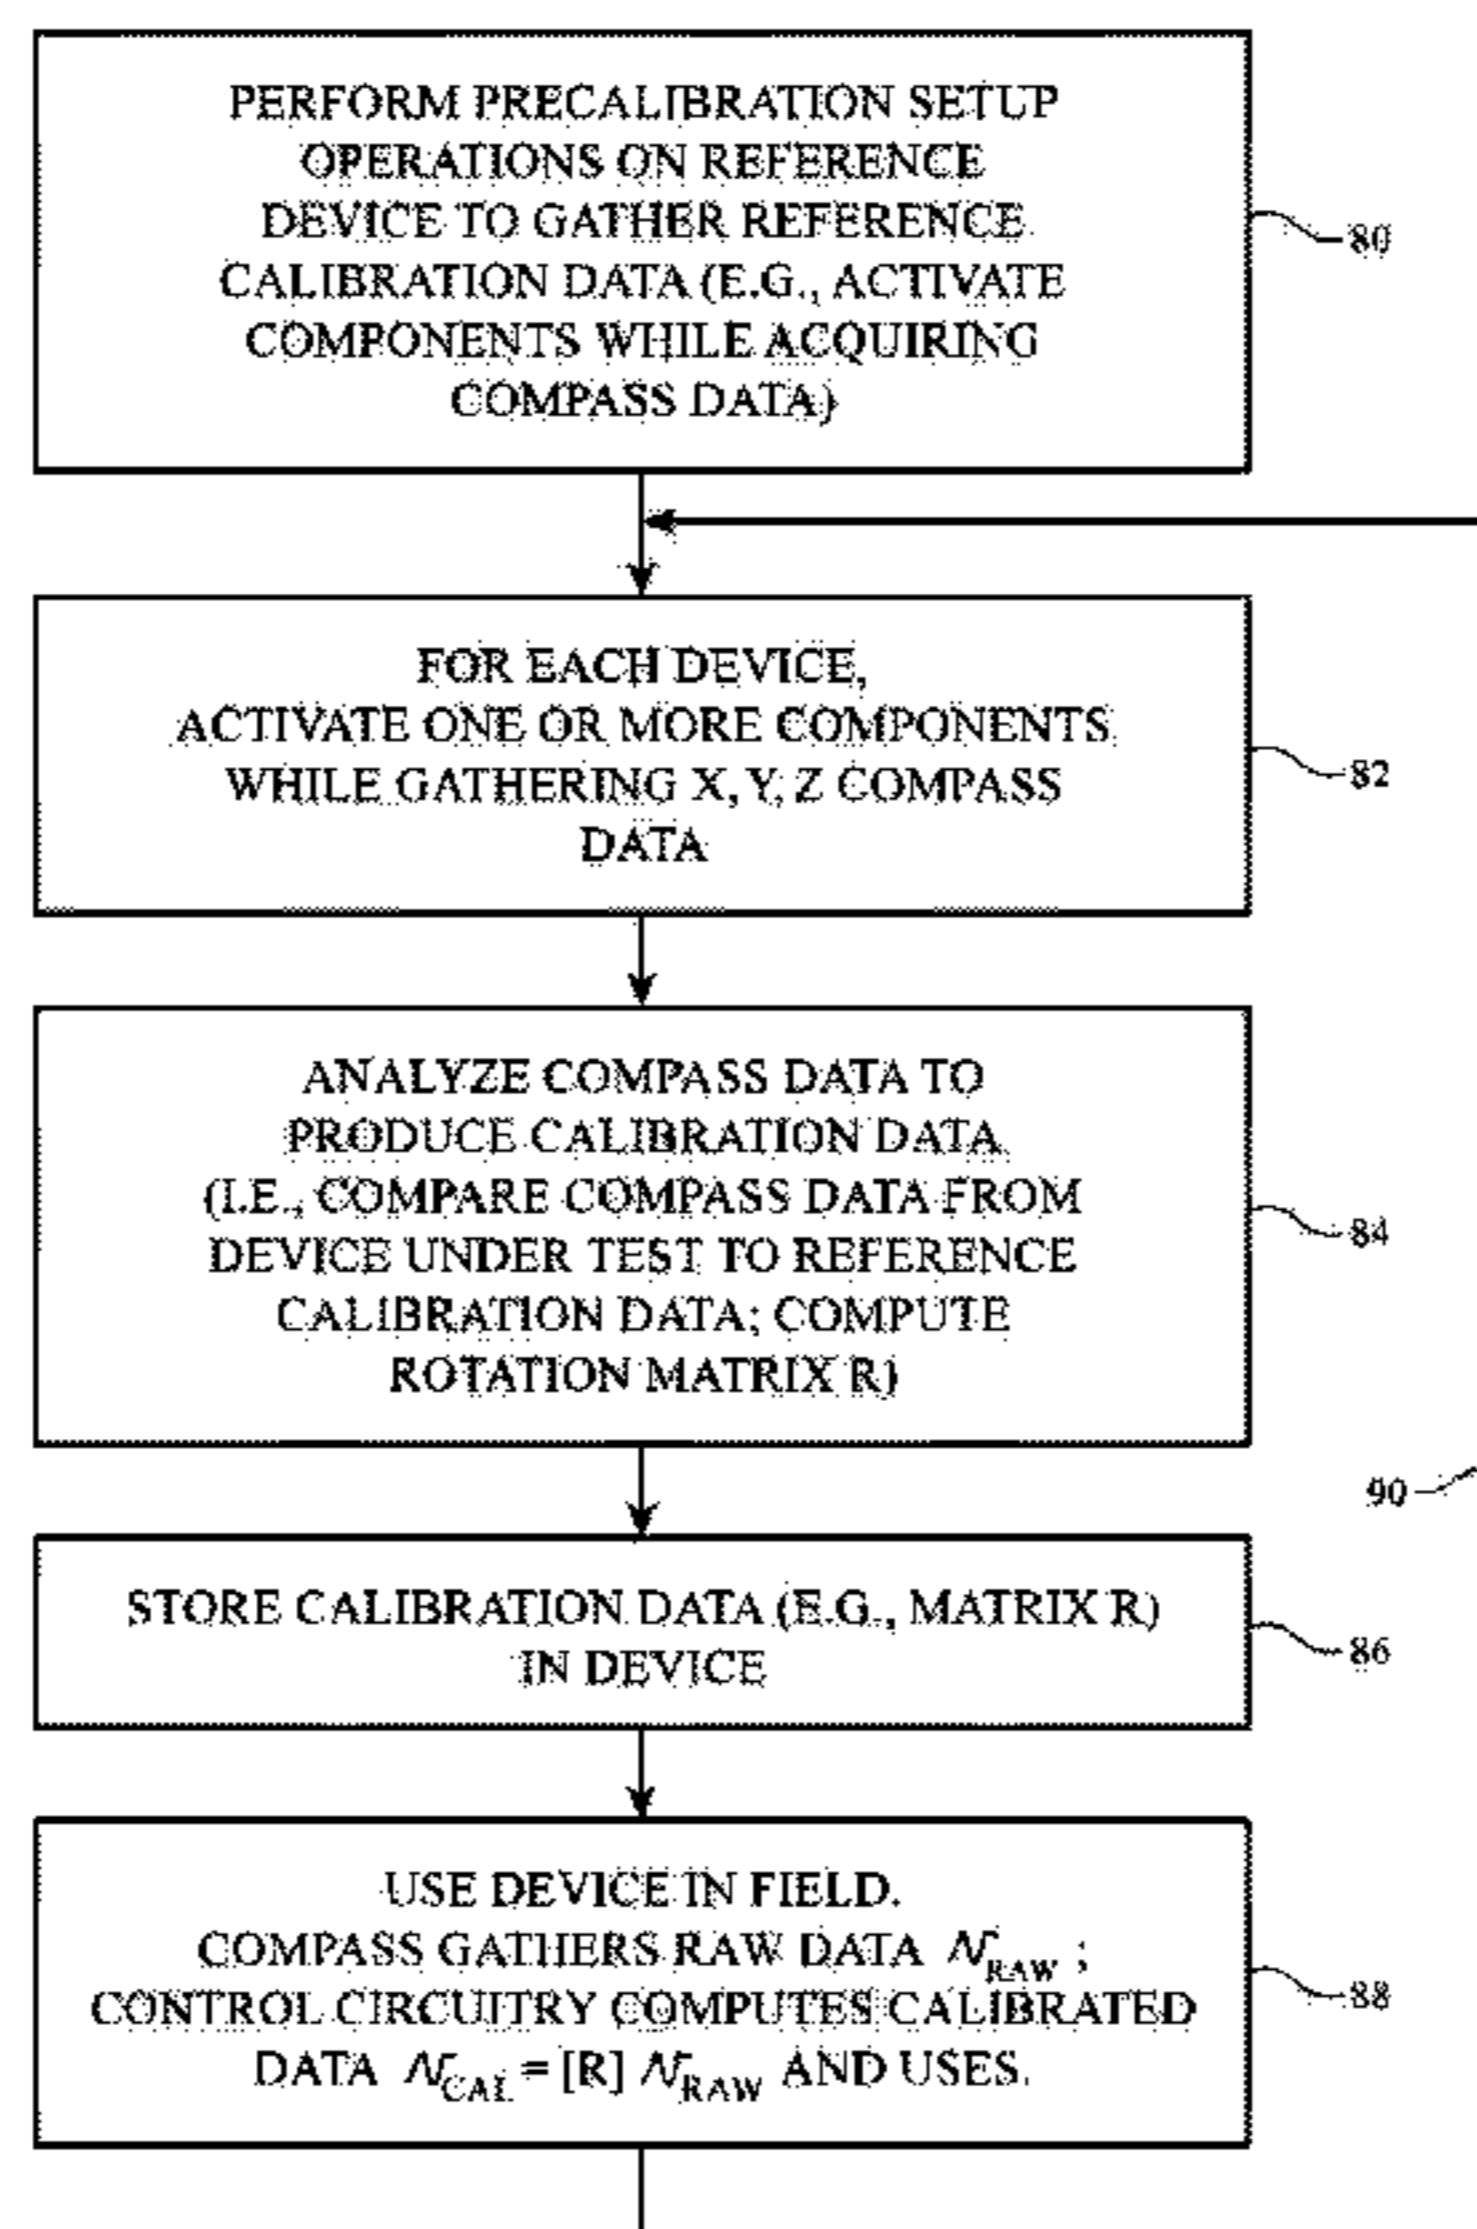 PERFORM PRECALIBRATION SETUP
OPERATIONS ON REFERENCE
DEVICE TO GATHER REFERENCE
CALIBRATION DATA (E.G., ACTIVATE
COMPONENTS WHILE ACQUIRING
COMPASS DATA)
80
FOR EACH DEVICE,
ACTIVATE ONE OR MORE COMPONENTS
WHILE GATHERING X, Y, Z COMPASS
DATA
82
ANALYZE COMPASS DATA TO
PRODUCE CALIBRATION DATA
(I.E., COMPARE COMPASS DATA FROM
DEVICE UNDER TEST TO REFERENCE
CALIBRATION DATA; COMPUTE
ROTATION MATRIX R)
84
90
STORE CALIBRATION DATA (E.G., MATRIX R)
IN DEVICE
86
USE DEVICE IN FIELD.
COMPASS GATHERS RAW DATA N_RAW ;
CONTROL CIRCUITRY COMPUTES CALIBRATED
DATA N_CAL = [R] N_RAW AND USES.
88